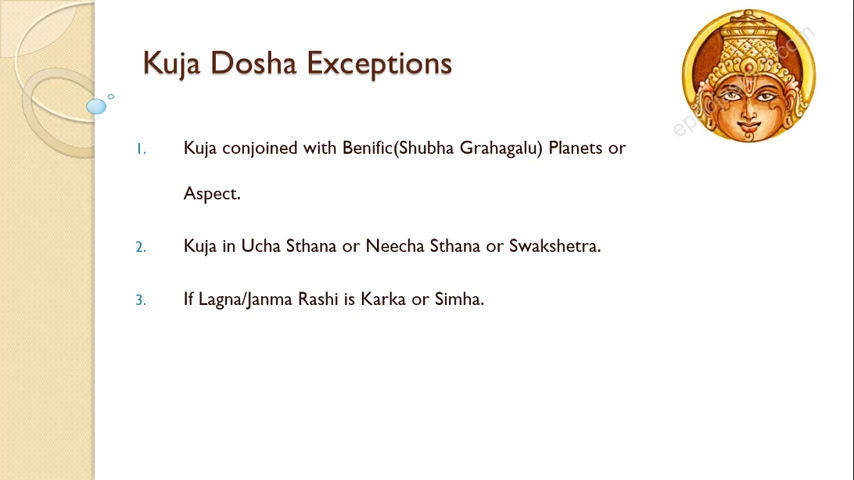 Kuja Dosha Exceptions
1. Kuja conjoined with Benific(Shubha Grahagalu) Planets or
Aspect.
2. Kuja in Ucha Sthana or Neecha Sthana or Swakshetra.
3. If Lagna/Janma Rashi is Karka or Simha.